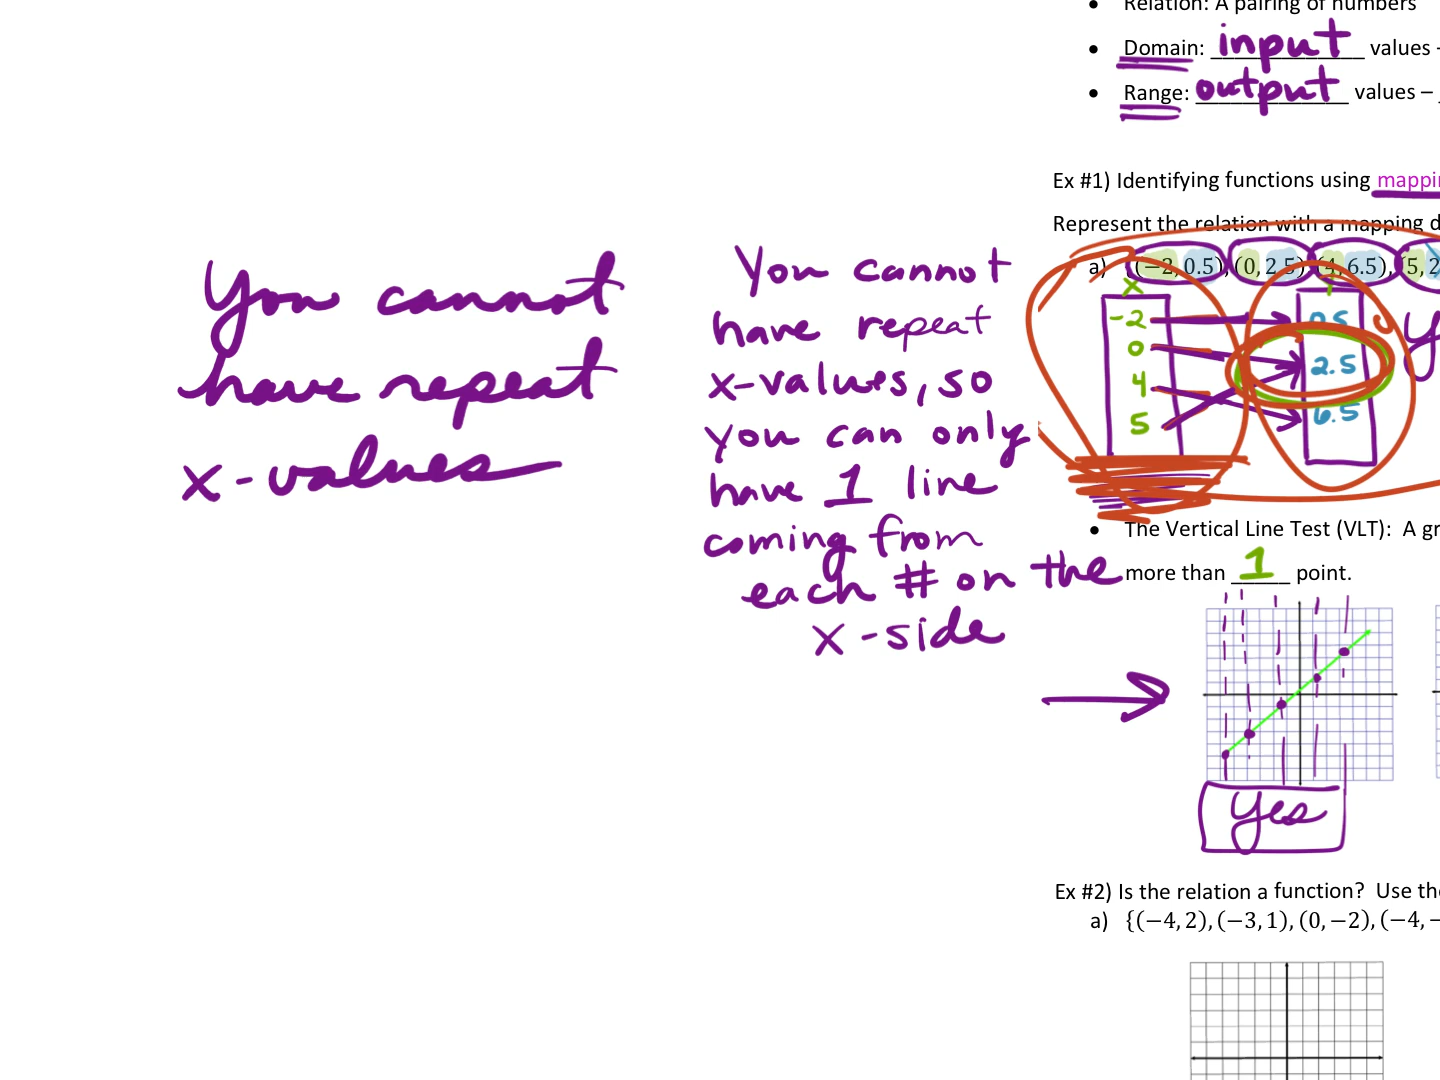 Relation: A pairing of numbers
Domain: input values -
Range: output values –
Ex #1) Identifying functions using
Represent the relation with a mapping
a) {(−2, 0.5), (0, 2.5), (4, 6.5), (5, 2
x
-2
0
4
5
0.5
2.5
6.5
You cannot
have repeat
x-values
You cannot
have repeat
x-values, so
you can only
have 1 line
coming from
each # on the
x-side
The Vertical Line Test (VLT): A
more than 1 point.
yes
Ex #2) Is the relation a function? Use
a) {(−4, 2), (−3, 1), (0, −2), (−4, −